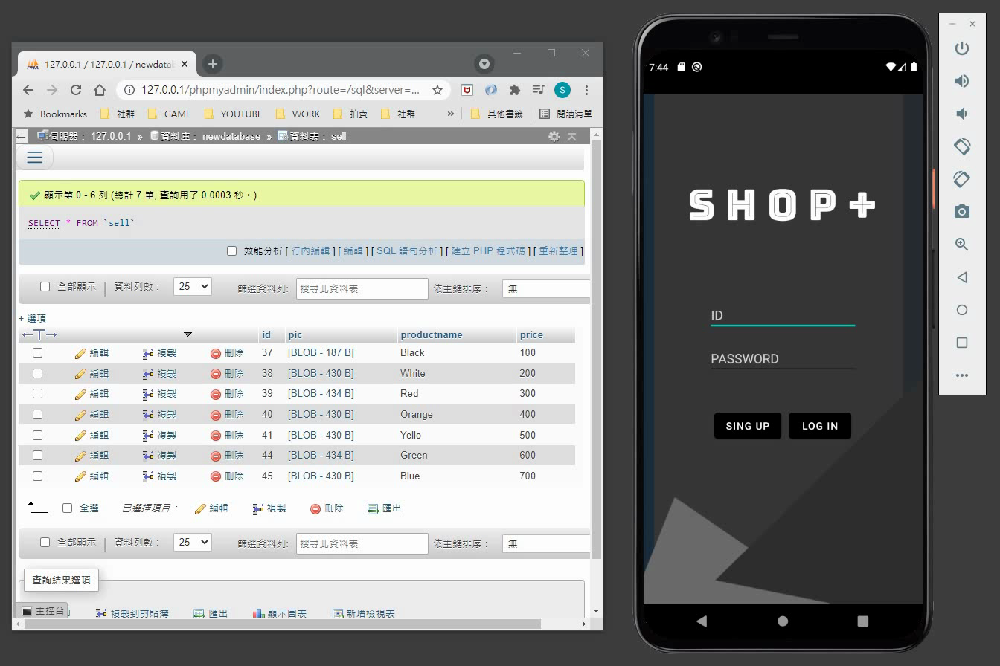 127.0.0.1 / 127.0.0.1 / newdatab
127.0.0.1/phpmyadmin/index.php?route=/sql&server=...
S
Bookmarks 社群 GAME YOUTUBE WORK 拍賣 社群 » 其他書籤 閱讀清單
伺服器： 127.0.0.1 » 資料庫： newdatabase » 資料表： sell
顯示第 0 - 6 列 (總計 7 筆, 查詢用了 0.0003 秒。)
SELECT * FROM `sell`
效能分析 [ 行內編輯 ] [ 編輯 ] [ SQL 語句分析 ] [ 建立 PHP 程式碼 ] [ 重新整理 ]
全部顯示 | 資料列數： 25 篩選資料列: 搜尋此資料表 依主鍵排序： 無
+ 選項
←T→ id pic productname price
編輯 複製 刪除 37 [BLOB - 187 B] Black 100
編輯 複製 刪除 38 [BLOB - 430 B] White 200
編輯 複製 刪除 39 [BLOB - 434 B] Red 300
編輯 複製 刪除 40 [BLOB - 430 B] Orange 400
編輯 複製 刪除 41 [BLOB - 430 B] Yello 500
編輯 複製 刪除 44 [BLOB - 434 B] Green 600
編輯 複製 刪除 45 [BLOB - 430 B] Blue 700
全選 已選擇項目： 編輯 複製 刪除 匯出
全部顯示 | 資料列數： 25 篩選資料列: 搜尋此資料表 依主鍵排序： 無
查詢結果選項
主控台 複製到剪貼簿 匯出 顯示圖表 新增檢視表
7:44
SHOP+
ID
PASSWORD
SING UP LOG IN